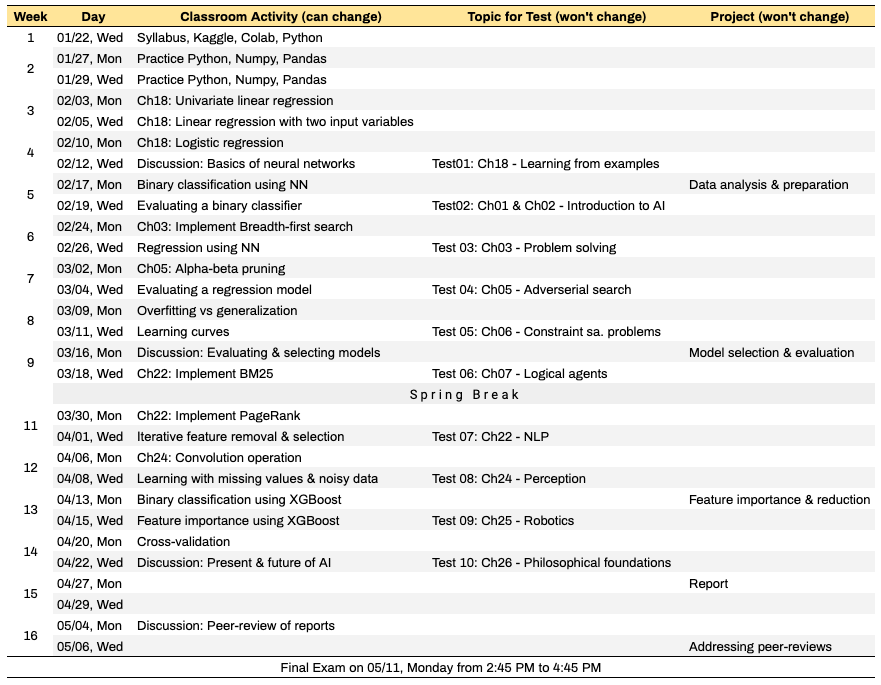 Week Day Classroom Activity (can change) Topic for Test (won't change) Project (won't change)
1 01/22, Wed Syllabus, Kaggle, Colab, Python
2 01/27, Mon Practice Python, Numpy, Pandas
01/29, Wed Practice Python, Numpy, Pandas
3 02/03, Mon Ch18: Univariate linear regression
02/05, Wed Ch18: Linear regression with two input variables
4 02/10, Mon Ch18: Logistic regression
02/12, Wed Discussion: Basics of neural networks Test01: Ch18 - Learning from examples
5 02/17, Mon Binary classification using NN Data analysis & preparation
02/19, Wed Evaluating a binary classifier Test02: Ch01 & Ch02 - Introduction to AI
6 02/24, Mon Ch03: Implement Breadth-first search
02/26, Wed Regression using NN Test 03: Ch03 - Problem solving
7 03/02, Mon Ch05: Alpha-beta pruning
03/04, Wed Evaluating a regression model Test 04: Ch05 - Adverserial search
8 03/09, Mon Overfitting vs generalization
03/11, Wed Learning curves Test 05: Ch06 - Constraint sa. problems
9 03/16, Mon Discussion: Evaluating & selecting models Model selection & evaluation
03/18, Wed Ch22: Implement BM25 Test 06: Ch07 - Logical agents
Spring Break
11 03/30, Mon Ch22: Implement PageRank
04/01, Wed Iterative feature removal & selection Test 07: Ch22 - NLP
12 04/06, Mon Ch24: Convolution operation
04/08, Wed Learning with missing values & noisy data Test 08: Ch24 - Perception
13 04/13, Mon Binary classification using XGBoost Feature importance & reduction
04/15, Wed Feature importance using XGBoost Test 09: Ch25 - Robotics
14 04/20, Mon Cross-validation
04/22, Wed Discussion: Present & future of AI Test 10: Ch26 - Philosophical foundations
15 04/27, Mon Report
04/29, Wed
16 05/04, Mon Discussion: Peer-review of reports
05/06, Wed Addressing peer-reviews
Final Exam on 05/11, Monday from 2:45 PM to 4:45 PM